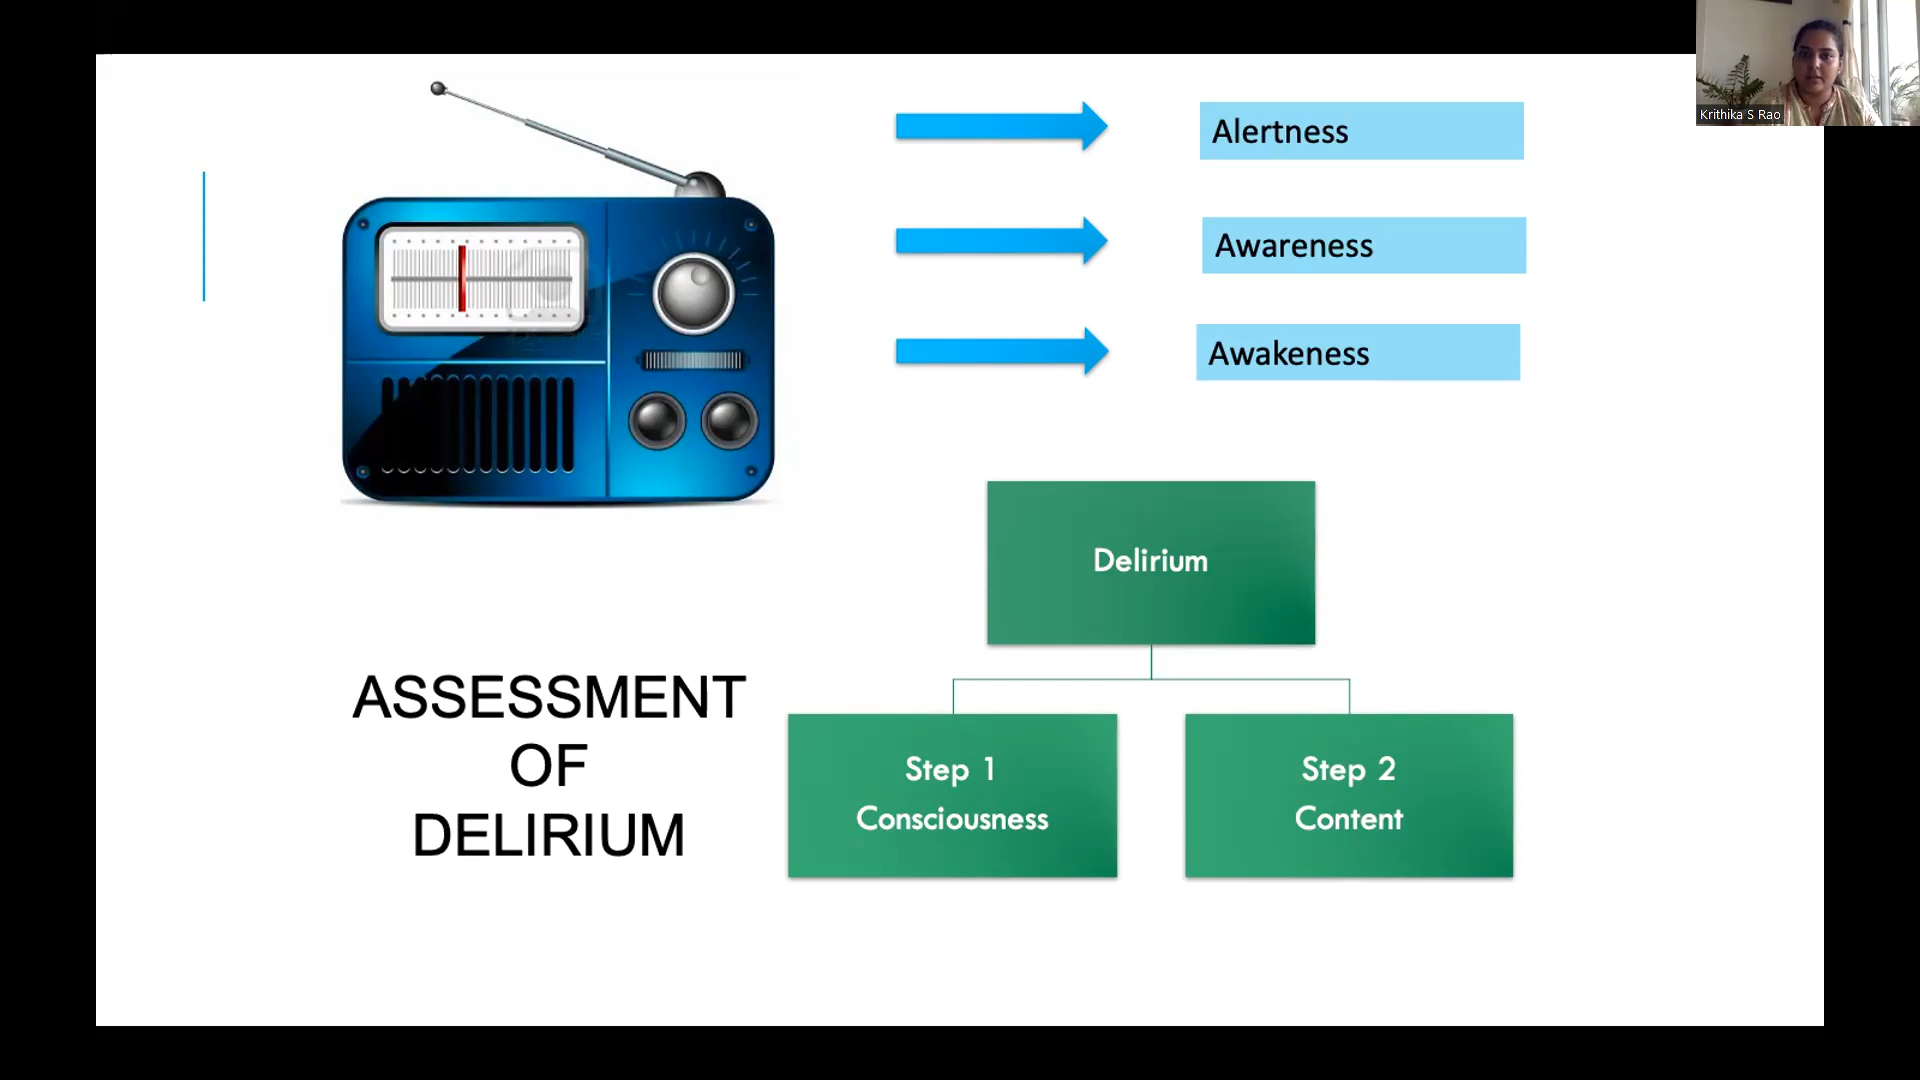 Krithika S Rao
Alertness
Awareness
Awakeness
Delirium
ASSESSMENT
OF
DELIRIUM
Step 1
Consciousness
Step 2
Content